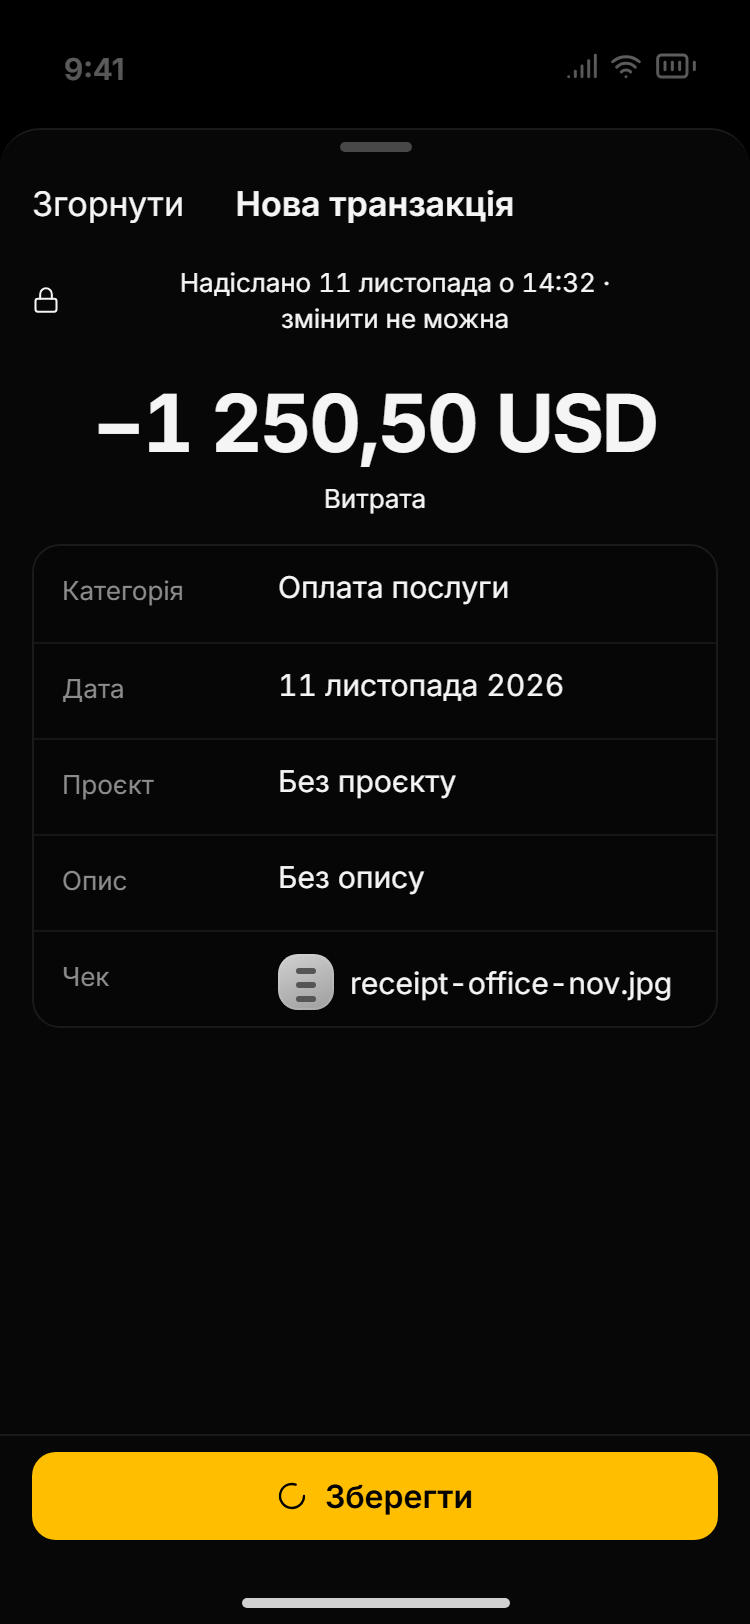 9:41
Згорнути Нова транзакція
Надіслано 11 листопада о 14:32 ·
змінити не можна
−1 250,50 USD
Витрата
Категорія Оплата послуги
Дата 11 листопада 2026
Проєкт Без проєкту
Опис Без опису
Чек receipt-office-nov.jpg
Зберегти